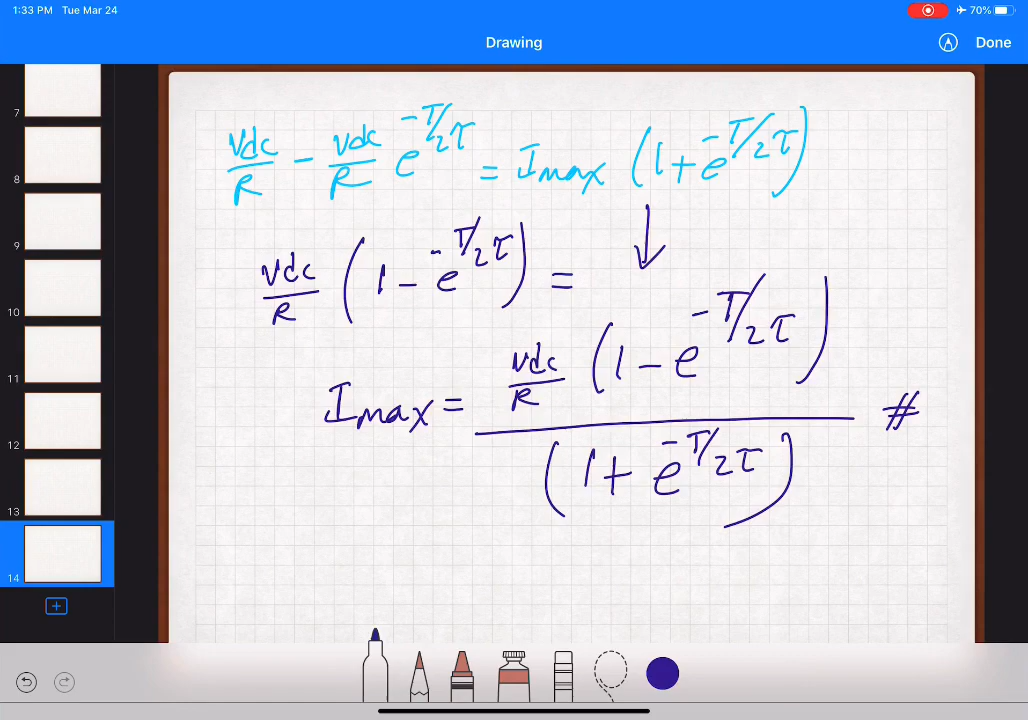 1:33 PM Tue Mar 24 70%
Drawing Done
7
8
9
10
11
12
13
14
Vdc/R - Vdc/R e^(-T/2τ) = Imax (1 + e^(-T/2τ))
Vdc/R (1 - e^(-T/2τ)) = ↓
Imax = Vdc/R (1 - e^(-T/2τ)) / (1 + e^(-T/2τ)) #